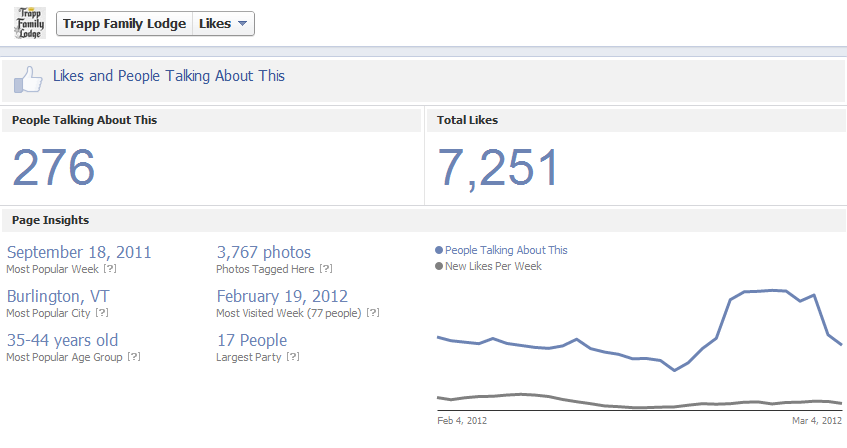 Trapp
Family
Lodge
Trapp Family Lodge Likes
Likes and People Talking About This
People Talking About This
276
Total Likes
7,251
Page Insights
September 18, 2011
Most Popular Week [?]
3,767 photos
Photos Tagged Here [?]
Burlington, VT
Most Popular City [?]
February 19, 2012
Most Visited Week (77 people) [?]
35-44 years old
Most Popular Age Group [?]
17 People
Largest Party [?]
People Talking About This
New Likes Per Week
Feb 4, 2012
Mar 4, 2012